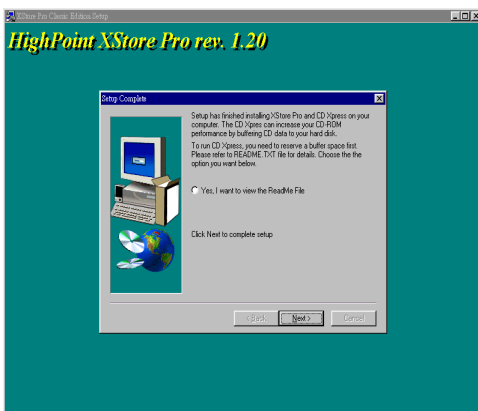 XStore Pro Classic Edition Setup
HighPoint XStore Pro rev. 1.20
Setup Complete
Setup has finished installing XStore Pro and CD Xpress on your
computer. The CD Xpres can increase your CD-ROM
performance by buffering CD data to your hard disk.
To run CD Xpress, you need to reserve a buffer space first.
Please refer to README.TXT file for details. Choose the the
option you want below.
Yes, I want to view the ReadMe File
Click Next to complete setup
< Back
Next >
Cancel